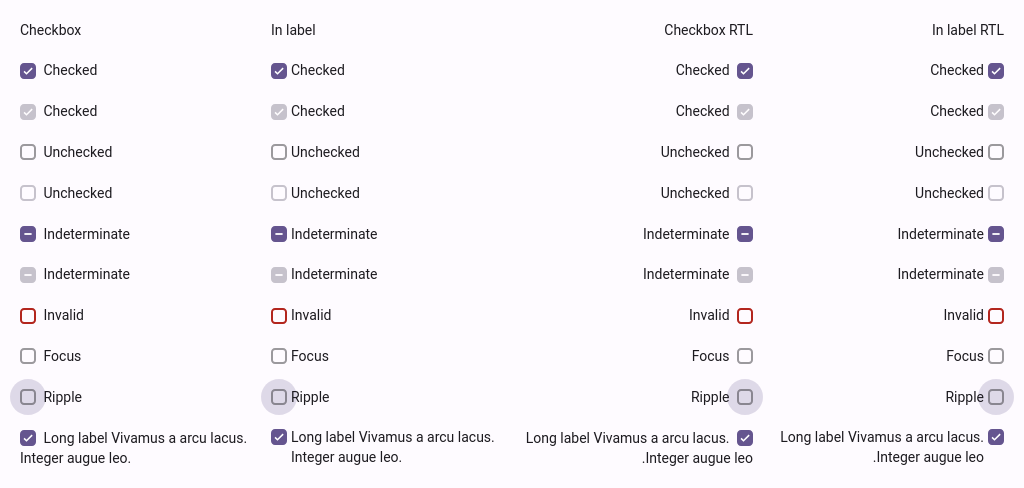 Checkbox In label Checkbox RTL In label RTL
Checked Checked Checked Checked
Checked Checked Checked Checked
Unchecked Unchecked Unchecked Unchecked
Unchecked Unchecked Unchecked Unchecked
Indeterminate Indeterminate Indeterminate Indeterminate
Indeterminate Indeterminate Indeterminate Indeterminate
Invalid Invalid Invalid Invalid
Focus Focus Focus Focus
Ripple Ripple Ripple Ripple
Long label Vivamus a arcu lacus. Long label Vivamus a arcu lacus. Long label Vivamus a arcu lacus. Long label Vivamus a arcu lacus.
Integer augue leo. Integer augue leo. .Integer augue leo .Integer augue leo